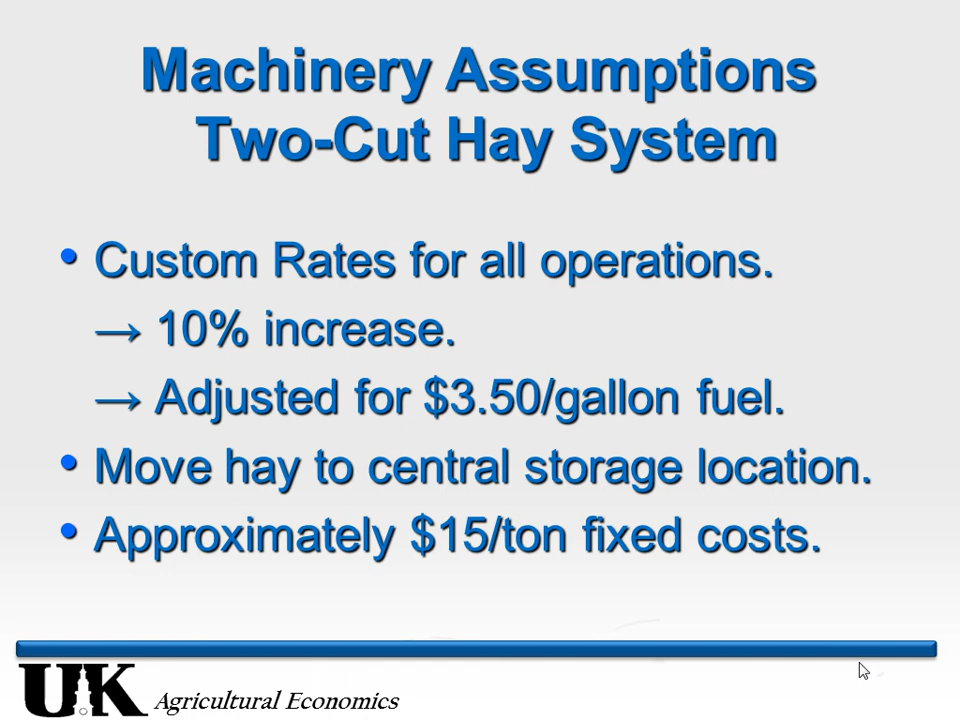 Machinery Assumptions
Two-Cut Hay System
• Custom Rates for all operations.
→ 10% increase.
→ Adjusted for $3.50/gallon fuel.
• Move hay to central storage location.
• Approximately $15/ton fixed costs.
UK Agricultural Economics